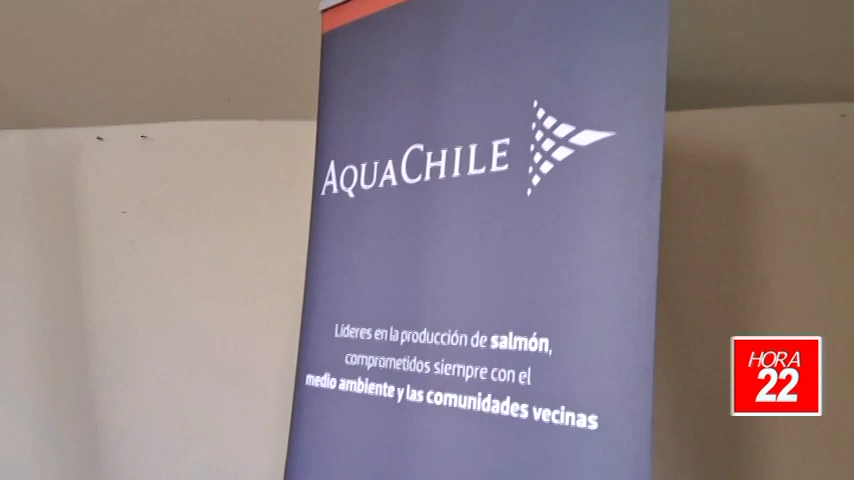 AQUACHILE
Líderes en la producción de salmón,
comprometidos siempre con el
medio ambiente y las comunidades vecinas
HORA
22